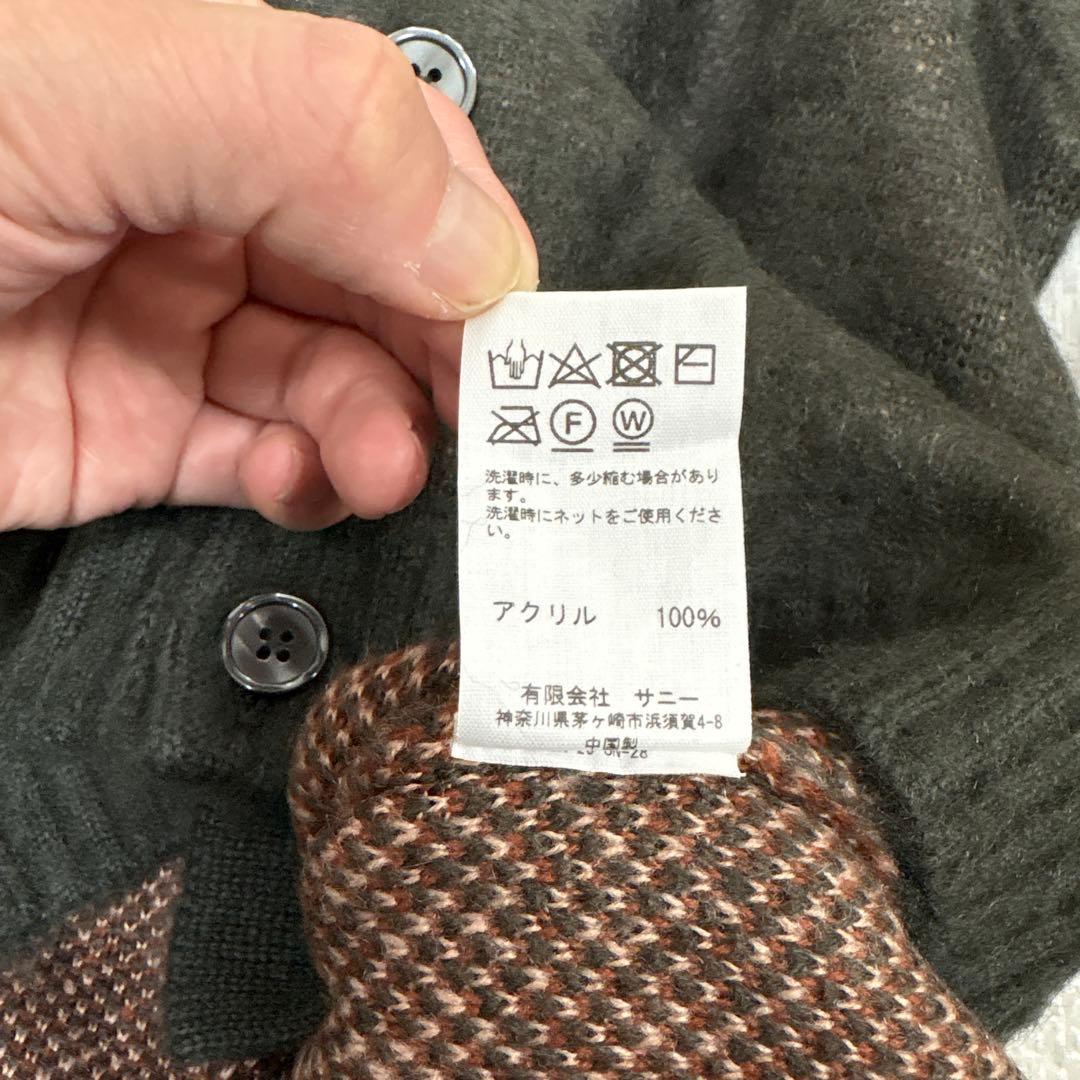 F W
洗濯時に、多少縮む場合があり
ます。
洗濯時にネットをご使用くださ
い。
アクリル 100%
有限会社 サニー
神奈川県茅ヶ崎市浜須賀4-8
中国製